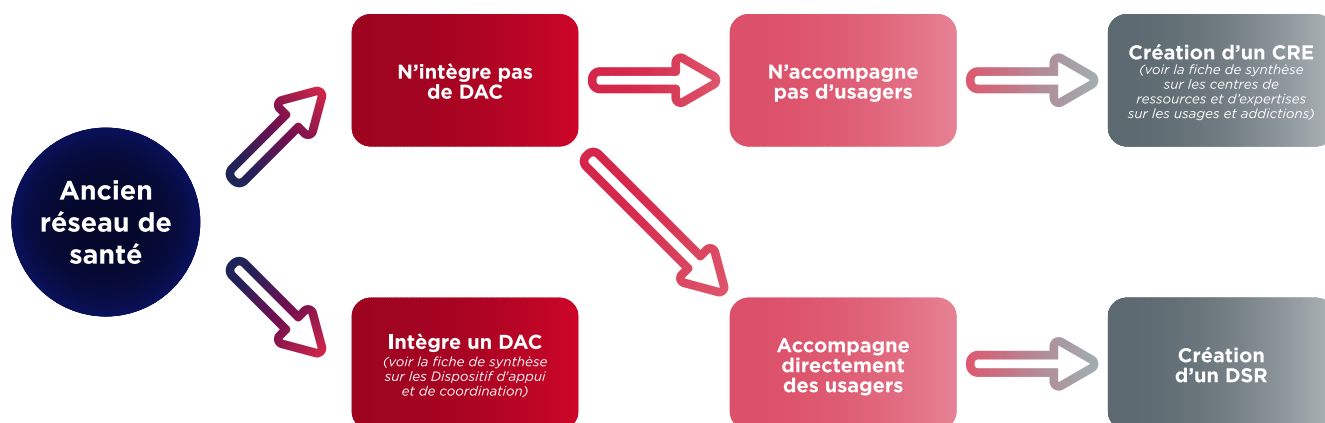 Ancien
réseau de
santé
N'intègre pas
de DAC
N'accompagne
pas d'usagers
Création d'un CRE
(voir la fiche de synthèse
sur les centres de
ressources et d'expertises
sur les usages et addictions)
Intègre un DAC
(voir la fiche de synthèse
sur les Dispositif d'appui
et de coordination)
Accompagne
directement
des usagers
Création
d'un DSR